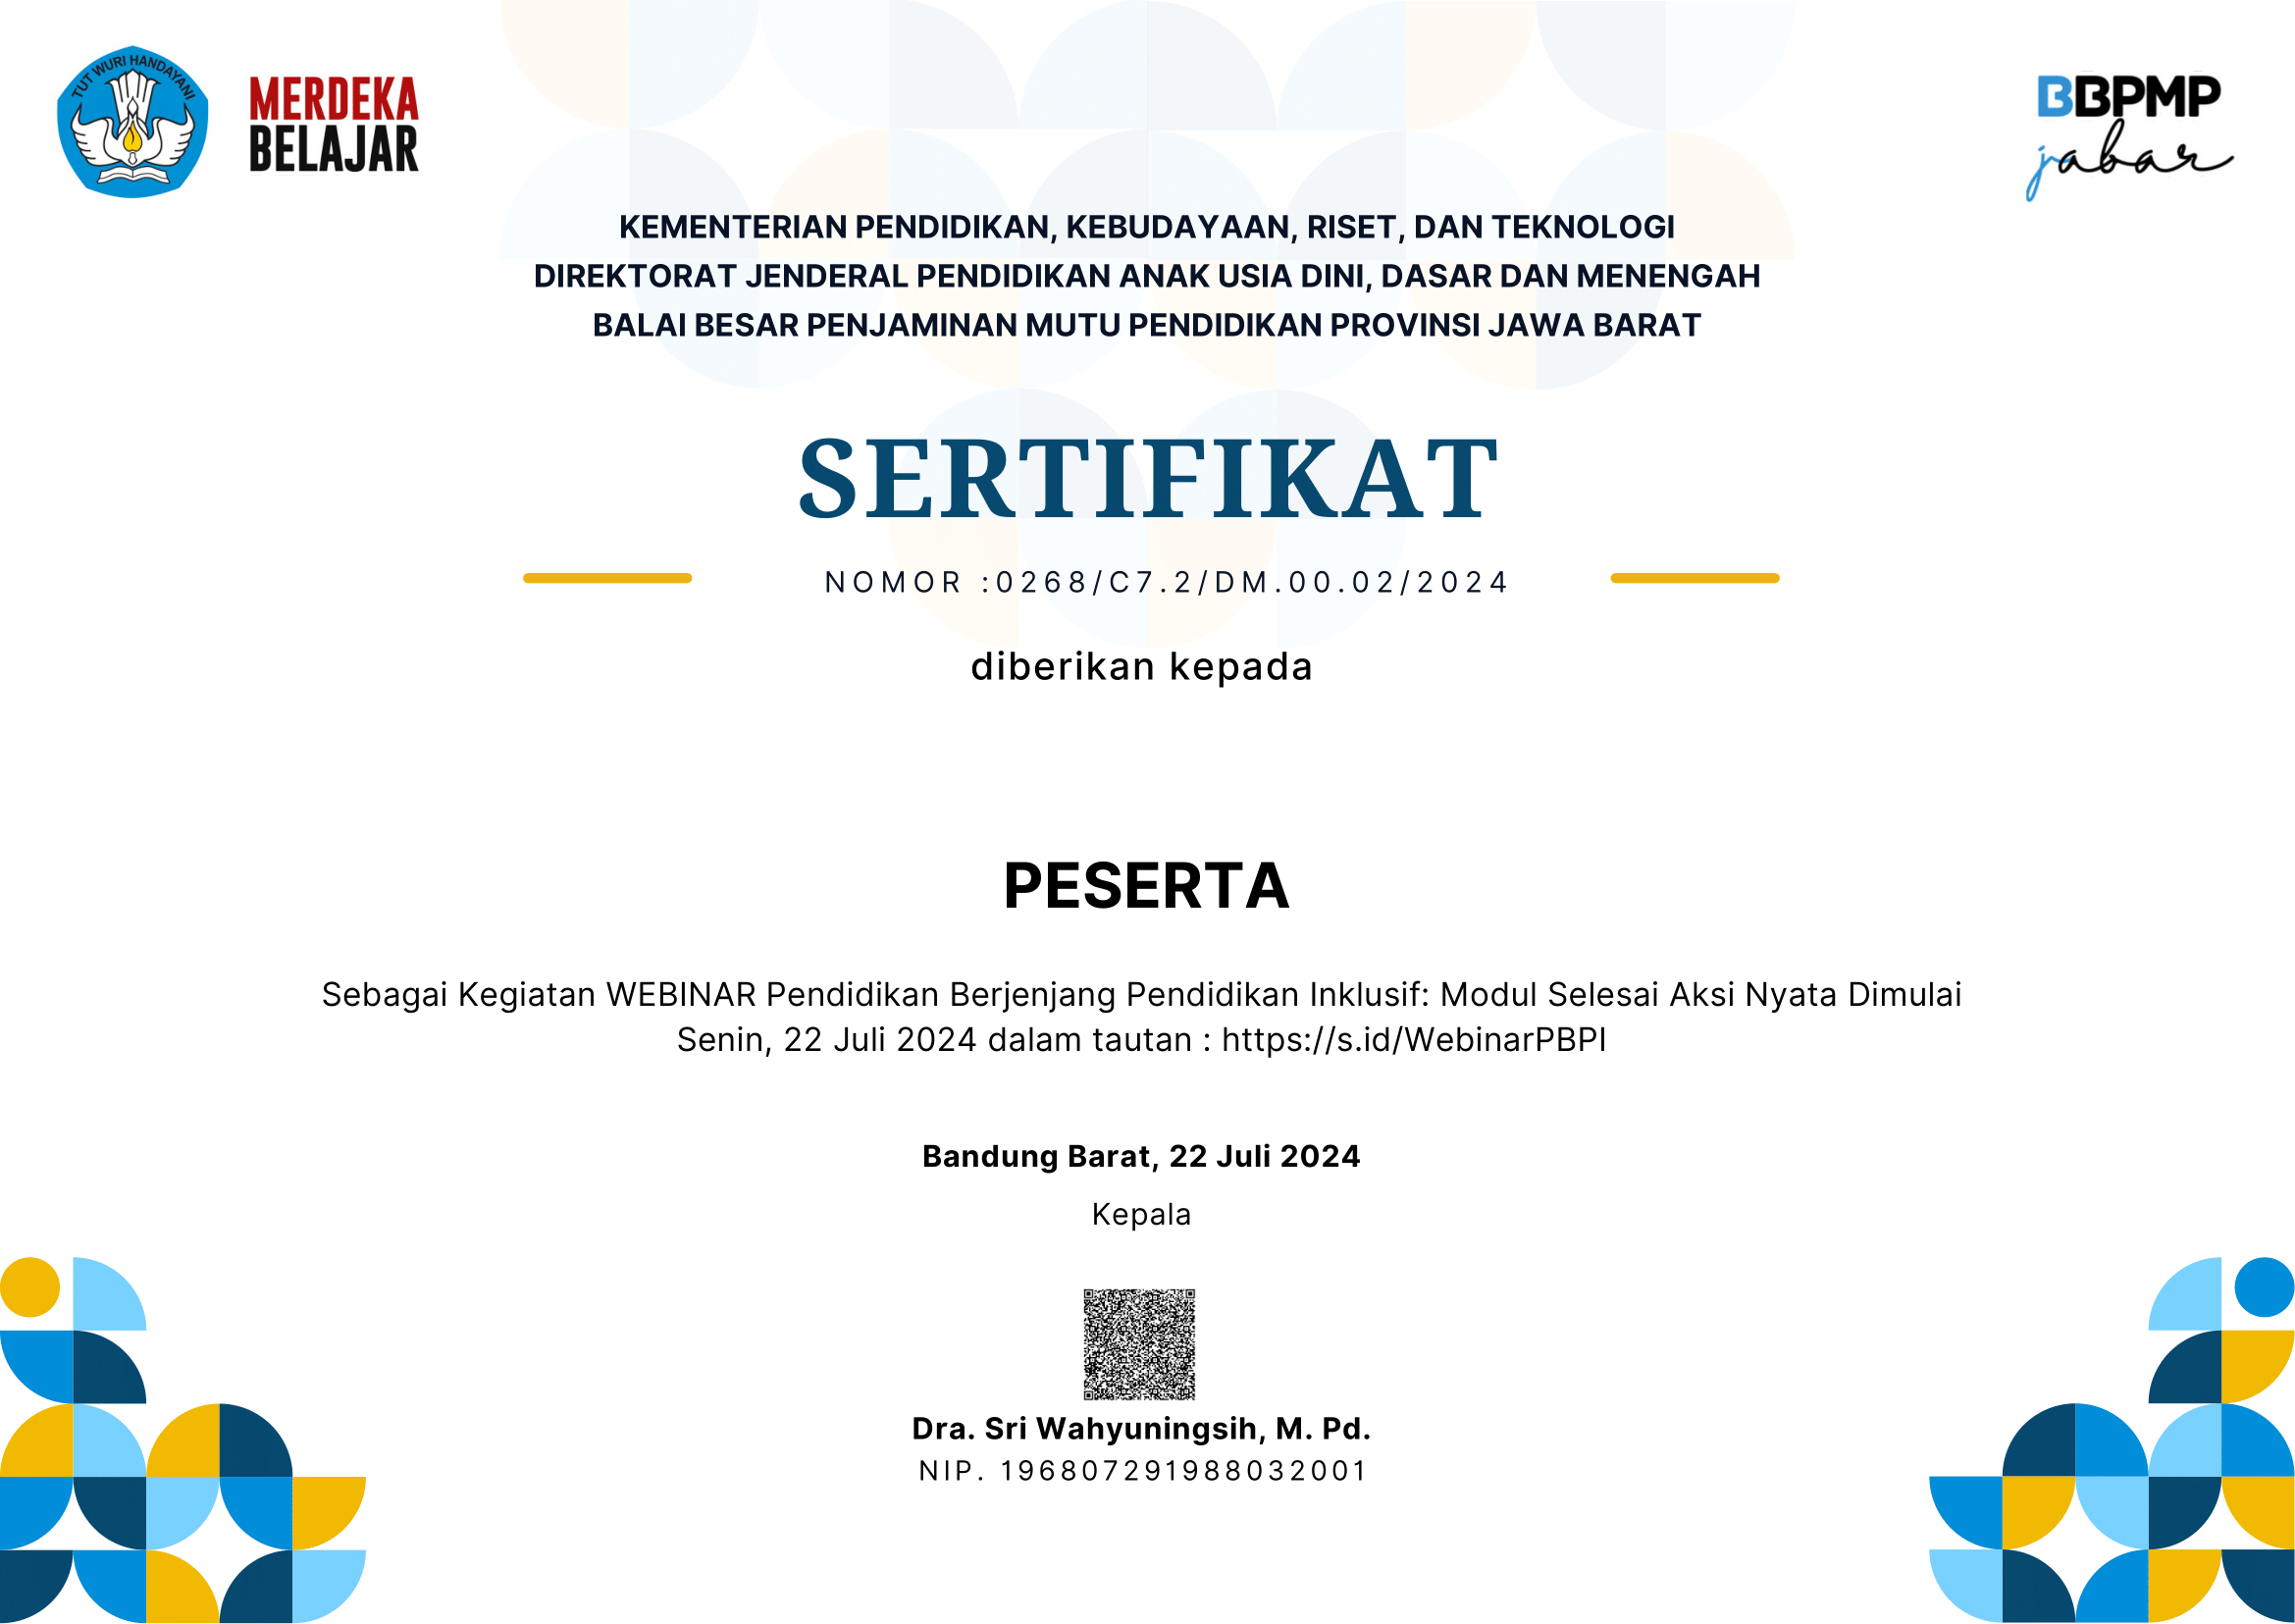 TUT WURI HANDAYANI
MERDEKA
BELAJAR
BBPMP
jabar
KEMENTERIAN PENDIDIKAN, KEBUDAYAAN, RISET, DAN TEKNOLOGI
DIREKTORAT JENDERAL PENDIDIKAN ANAK USIA DINI, DASAR DAN MENENGAH
BALAI BESAR PENJAMINAN MUTU PENDIDIKAN PROVINSI JAWA BARAT
SERTIFIKAT
NOMOR :0268/C7.2/DM.00.02/2024
diberikan kepada
PESERTA
Sebagai Kegiatan WEBINAR Pendidikan Berjenjang Pendidikan Inklusif: Modul Selesai Aksi Nyata Dimulai
Senin, 22 Juli 2024 dalam tautan : https://s.id/WebinarPBPI
Bandung Barat, 22 Juli 2024
Kepala
Dra. Sri Wahyuningsih, M. Pd.
NIP. 196807291988032001